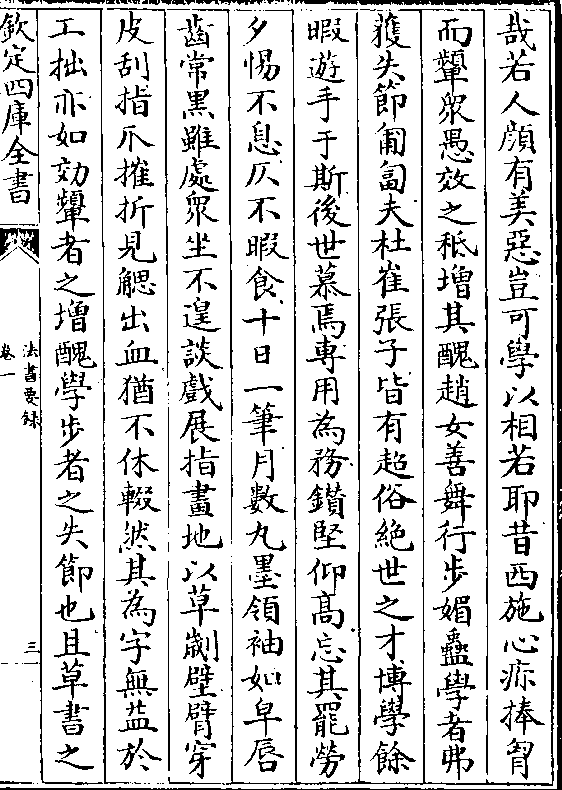 哉若人顔有美惡豈可學以相若耶昔西施心疹捧胷
而顰衆愚效之秪增其醜趙女善舞行步媚蠱學者弗
獲失節匍匐夫杜崔張子皆有超俗絶世之才博學餘
暇遊手于斯後世慕焉專用為務鑽堅仰髙忘其罷勞
夕惕不息仄不暇食十日一筆月數丸墨領袖如皁唇
齒常黒雖處衆坐不遑談戲展指畫地以草劌壁臂穿
皮刮指爪摧折見䚡出血猶不休輟然其為字無益於
工拙亦如効顰者之增醜學步者之失節也且草書之
欽定四庫全書
法書要録
卷一
三